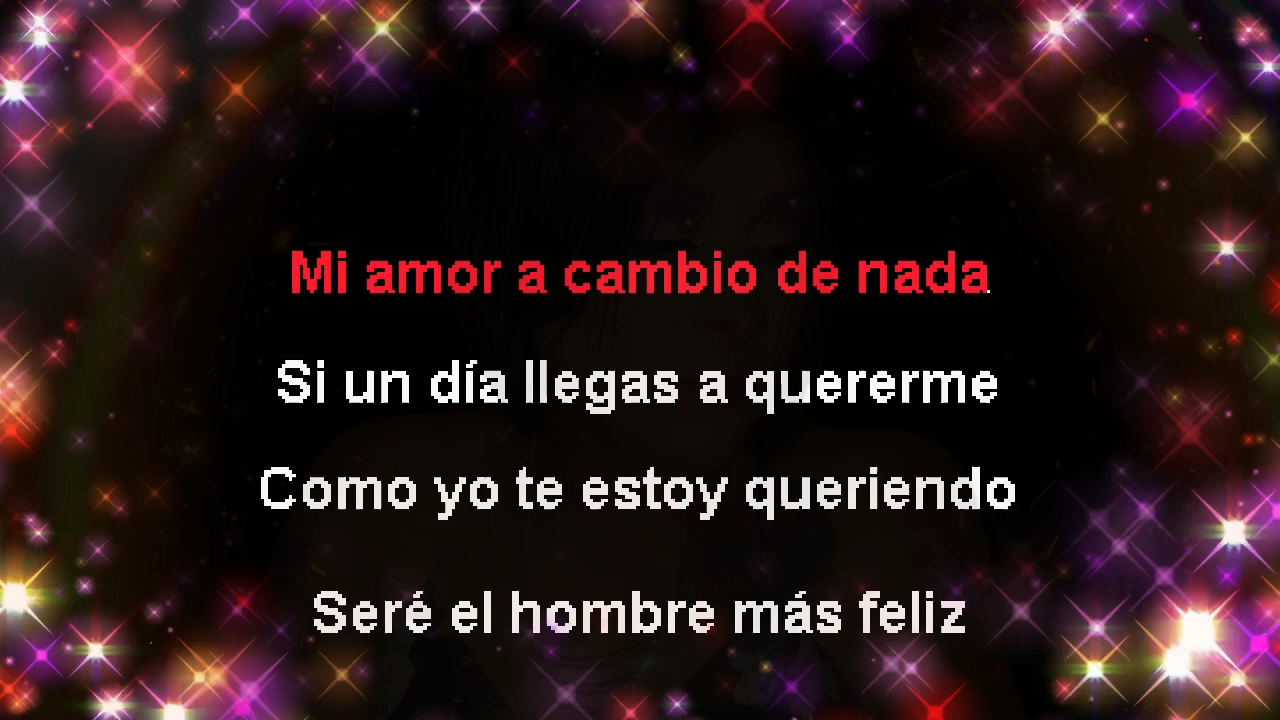 Mi amor a cambio de nada.
Si un día llegas a quererme
Como yo te estoy queriendo
Seré el hombre más feliz